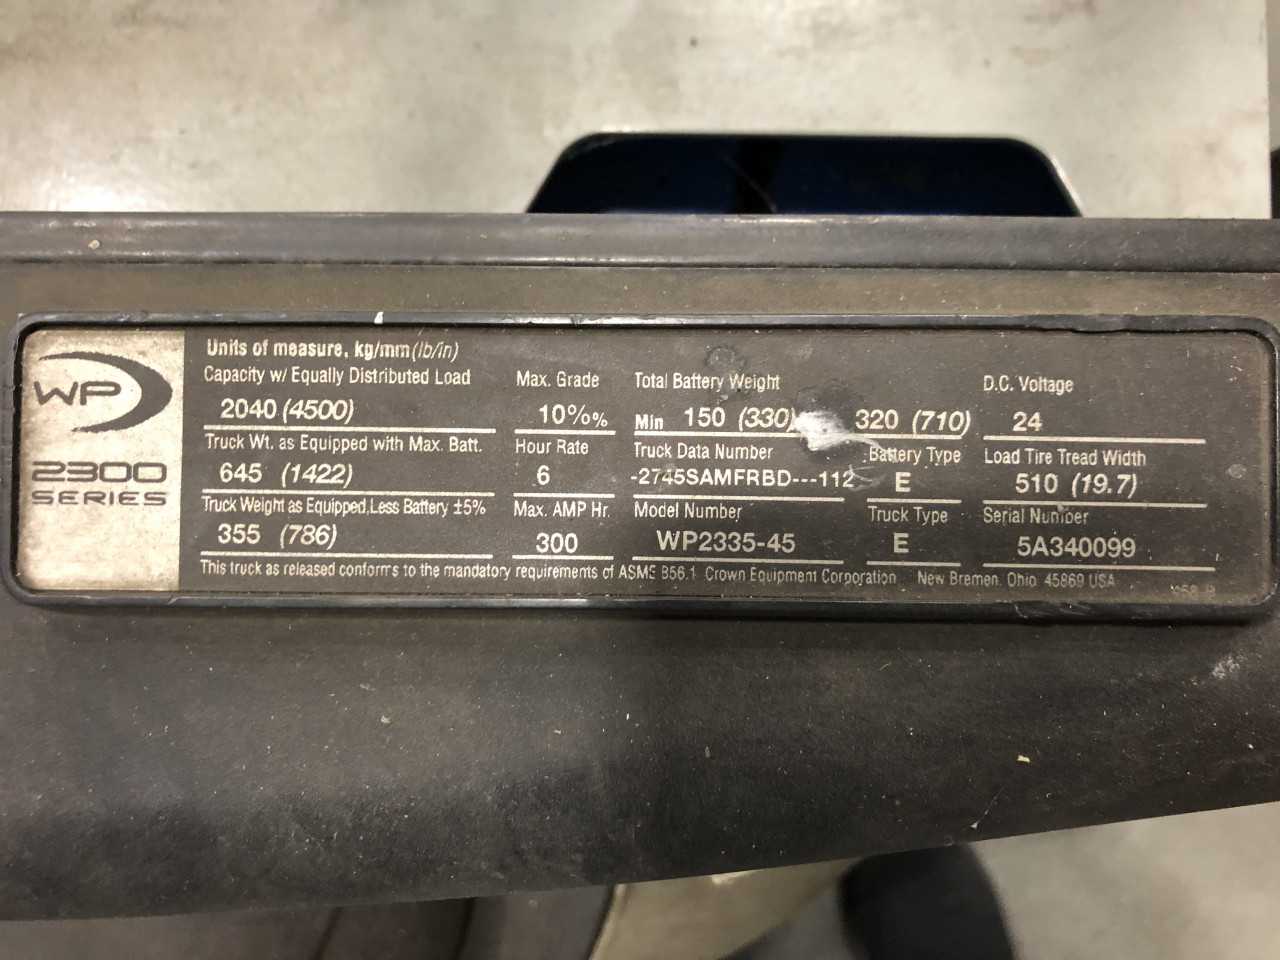 WP
2300
SERIES
Units of measure, kg/mm (lb/in)
Capacity w/ Equally Distributed Load
2040 (4500)
Max. Grade
10%%
Total Battery Weight
Min 150 (330) 320 (710)
D.C. Voltage
24
Truck Wt. as Equipped with Max. Batt.
645 (1422)
Hour Rate
6
Truck Data Number
-2745SAMFRBD---112
Battery Type
E
Load Tire Tread Width
510 (19.7)
Truck Weight as Equipped, Less Battery ±5%
355 (786)
Max. AMP Hr.
300
Model Number
WP2335-45
Truck Type
E
Serial Number
5A340099
This truck as released conforms to the mandatory requirements of ASME B56.1 Crown Equipment Corporation New Bremen, Ohio 45869 USA